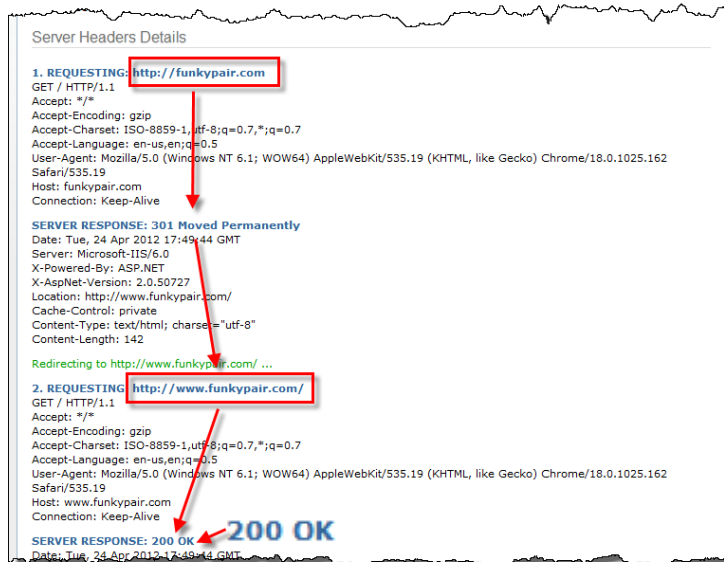 Server Headers Details
1. REQUESTING: http://funkypair.com
GET / HTTP/1.1
Accept: */*
Accept-Encoding: gzip
Accept-Charset: ISO-8859-1,utf-8;q=0.7,*;q=0.7
Accept-Language: en-us,en;q=0.5
User-Agent: Mozilla/5.0 (Windows NT 6.1; WOW64) AppleWebKit/535.19 (KHTML, like Gecko) Chrome/18.0.1025.162
Safari/535.19
Host: funkypair.com
Connection: Keep-Alive
SERVER RESPONSE: 301 Moved Permanently
Date: Tue, 24 Apr 2012 17:49:44 GMT
Server: Microsoft-IIS/6.0
X-Powered-By: ASP.NET
X-AspNet-Version: 2.0.50727
Location: http://www.funkypair.com/
Cache-Control: private
Content-Type: text/html; charset="utf-8"
Content-Length: 142
Redirecting to http://www.funkypair.com/ ...
2. REQUESTING: http://www.funkypair.com/
GET / HTTP/1.1
Accept: */*
Accept-Encoding: gzip
Accept-Charset: ISO-8859-1,utf-8;q=0.7,*;q=0.7
Accept-Language: en-us,en;q=0.5
User-Agent: Mozilla/5.0 (Windows NT 6.1; WOW64) AppleWebKit/535.19 (KHTML, like Gecko) Chrome/18.0.1025.162
Safari/535.19
Host: www.funkypair.com
Connection: Keep-Alive
SERVER RESPONSE: 200 OK 200 OK
Date: Tue, 24 Apr 2012 17:49:44 GMT